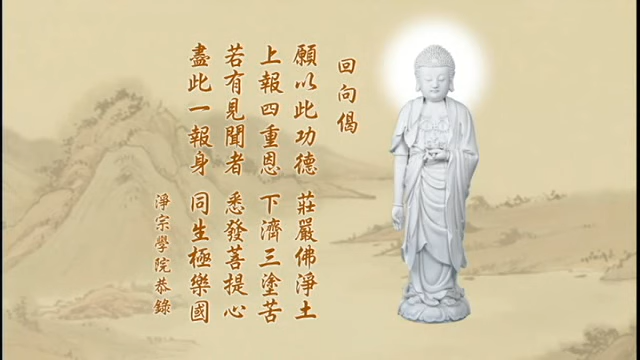 回向偈
願以此功德 莊嚴佛淨土
上報四重恩 下濟三塗苦
若有見聞者 悉發菩提心
盡此一報身 同生極樂國
淨宗學院恭錄